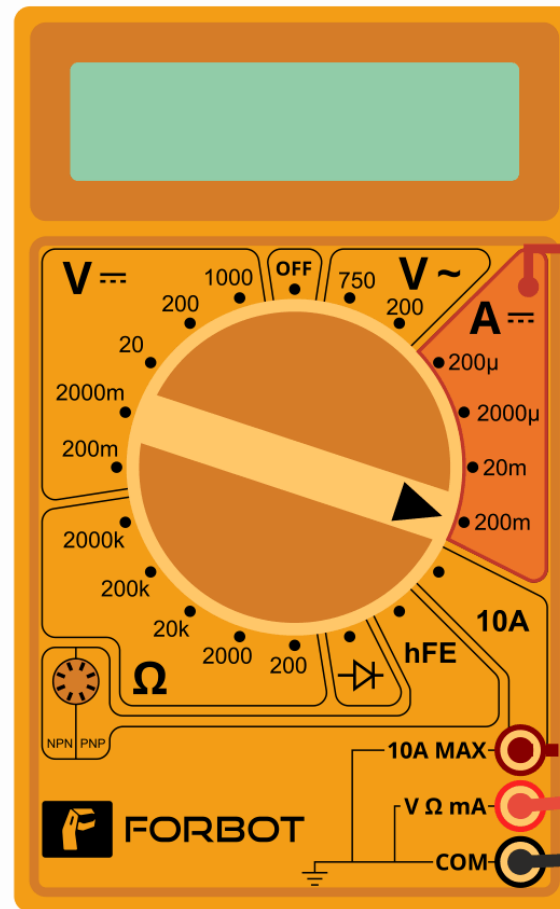 OFF
V
1000
200
20
2000m
200m
750
V ~
200
A
200μ
2000μ
20m
200m
10A
hFE
2000k
200k
20k
2000
200
Ω
NPN PNP
10A MAX
V Ω mA
COM
FORBOT